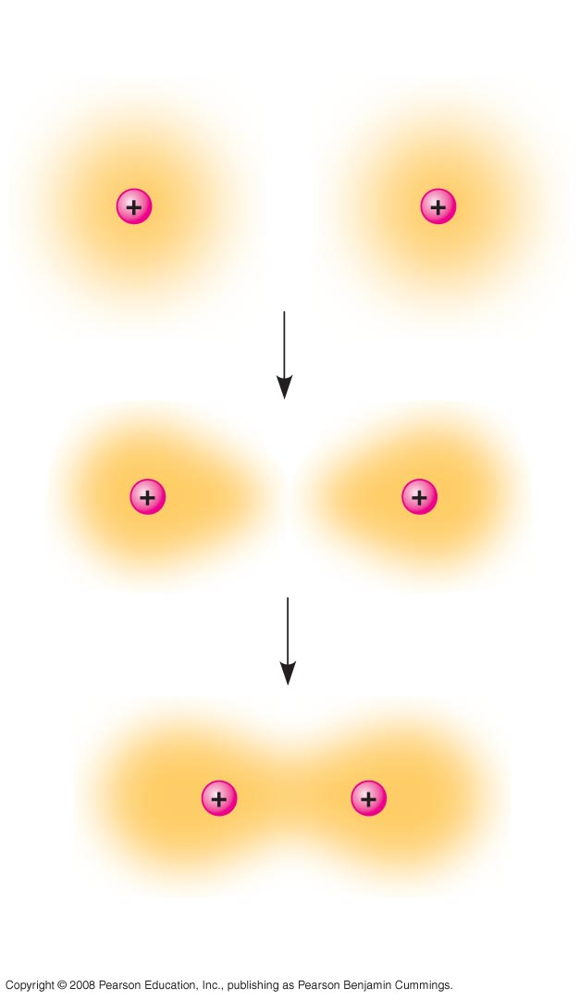 + +
+ +
+ +
Copyright © 2008 Pearson Education, Inc., publishing as Pearson Benjamin Cummings.